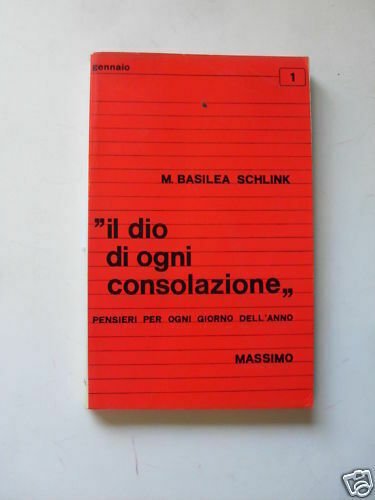 gennaio
1
M. BASILEA SCHLINK
”il dio
di ogni
consolazione„
PENSIERI PER OGNI GIORNO DELL'ANNO
MASSIMO